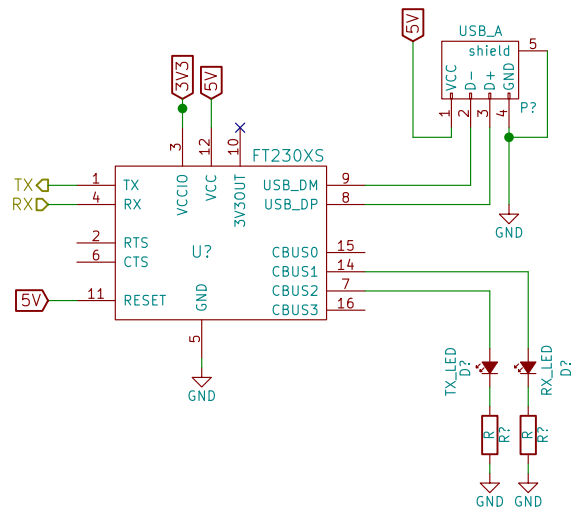 5V
USB_A
shield
5
VCC
D-
D+
GND
1
2
3
4
P?
GND
3V3
5V
3
12
10
FT230XS
TX
1
TX
VCCIO
VCC
3V3OUT
USB_DM
9
RX
4
RX
USB_DP
8
2
RTS
6
CTS
U?
CBUS0
15
CBUS1
14
5V
11
RESET
GND
CBUS2
7
CBUS3
16
5
GND
TX_LED
D?
RX_LED
D?
R
R?
R
R?
GND
GND